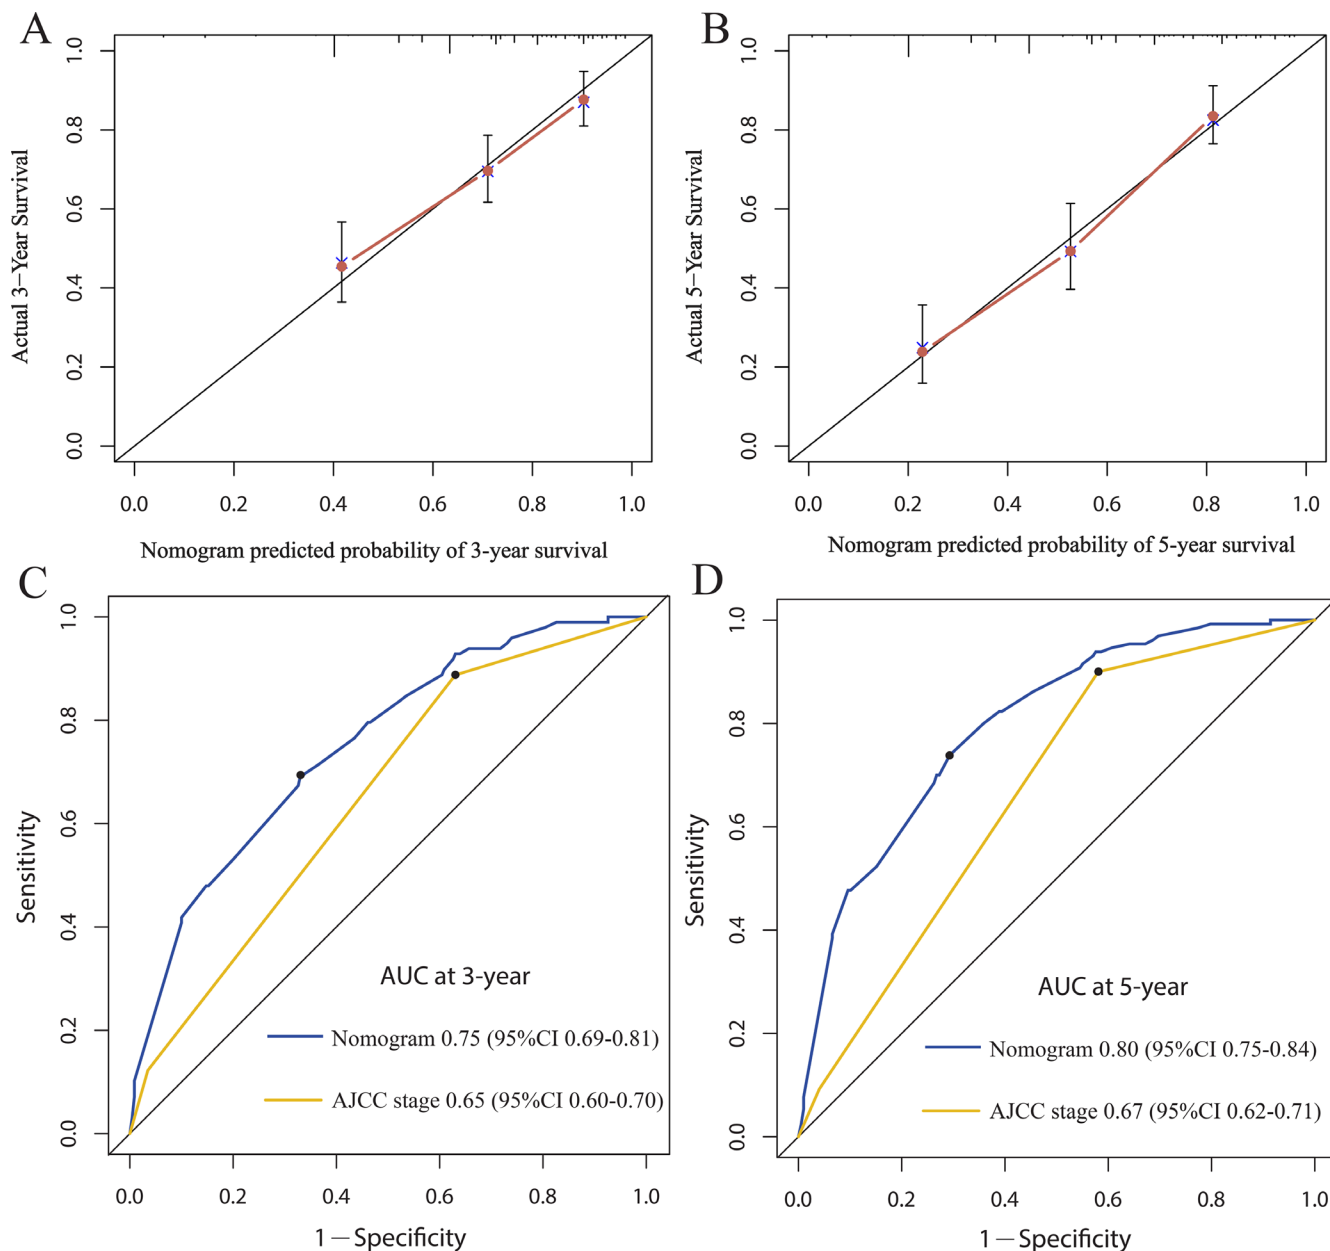 A
B
1.0
0.8
0.6
0.4
0.2
0.0
Actual 3−Year Survival
0.0 0.2 0.4 0.6 0.8 1.0
Nomogram predicted probability of 3-year survival
1.0
0.8
0.6
0.4
0.2
0.0
Actual 5−Year Survival
0.0 0.2 0.4 0.6 0.8 1.0
Nomogram predicted probability of 5-year survival
C
D
1.0
0.8
0.6
0.4
0.2
0.0
Sensitivity
AUC at 3-year
Nomogram 0.75 (95%CI 0.69-0.81)
AJCC stage 0.65 (95%CI 0.60-0.70)
0.0 0.2 0.4 0.6 0.8 1.0
1−Specificity
1.0
0.8
0.6
0.4
0.2
0.0
Sensitivity
AUC at 5-year
Nomogram 0.80 (95%CI 0.75-0.84)
AJCC stage 0.67 (95%CI 0.62-0.71)
0.0 0.2 0.4 0.6 0.8 1.0
1−Specificity